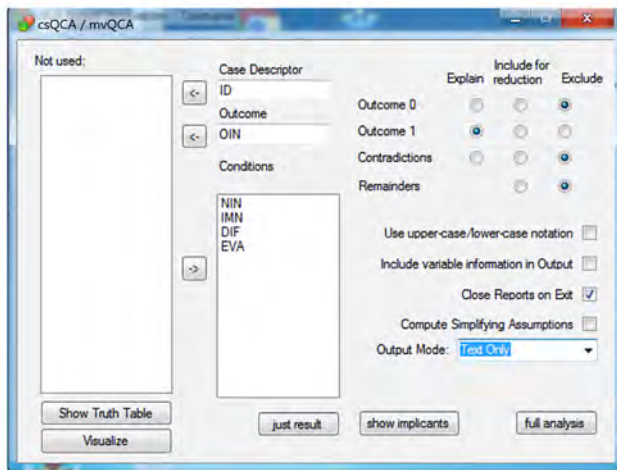 csQCA / mvQCA
Not used:
Case Descriptor
<-
ID
Outcome
<-
OIN
Conditions
NIN
IMN
DIF
EVA
->
Show Truth Table
Visualize
Explain
Include for
reduction
Exclude
Outcome 0
Outcome 1
Contradictions
Remainders
Use upper-case/lower-case notation
Include variable information in Output
Close Reports on Exit
Compute Simplifying Assumptions
Output Mode: Text Only
just result
show implicants
full analysis